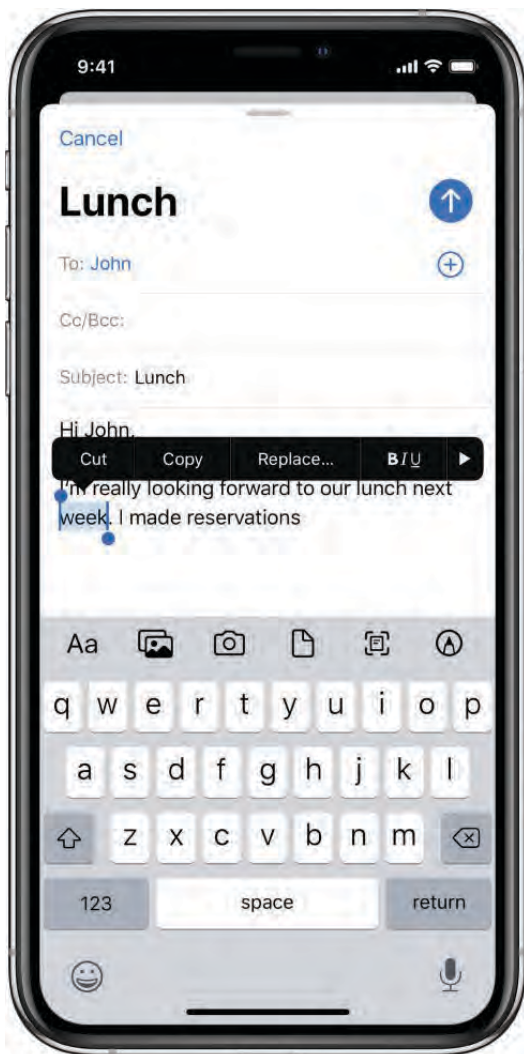 9:41
Cancel
Lunch
To: John
Cc/Bcc:
Subject: Lunch
Hi John,
Cut Copy Replace... BIU
I'm really looking forward to our lunch next
week. I made reservations
Aa
q w e r t y u i o p
a s d f g h j k l
z x c v b n m
123 space return